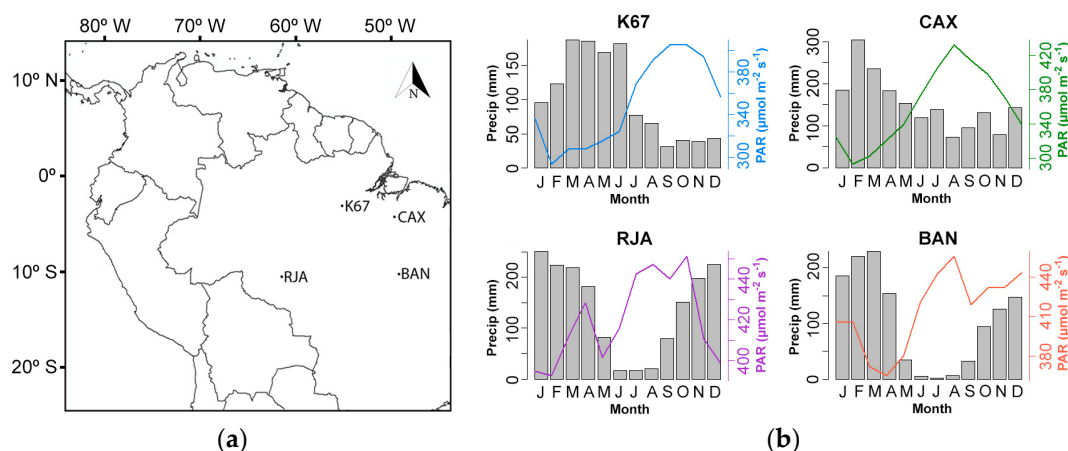 80º W 70º W 60º W 50º W
10º N
0º
10º S
20º S
N
K67
CAX
RJA
BAN
(a)
K67
Precip (mm)
0 50 100 150
300 340 380
PAR (µmol m⁻² s⁻¹)
J F M A M J J A S O N D
Month
CAX
Precip (mm)
0 100 200 300
300 340 380 420
PAR (µmol m⁻² s⁻¹)
J F M A M J J A S O N D
Month
RJA
Precip (mm)
0 50 100 200
400 420 440
PAR (µmol m⁻² s⁻¹)
J F M A M J J A S O N D
Month
BAN
Precip (mm)
0 100 200
380 410 440
PAR (µmol m⁻² s⁻¹)
J F M A M J J A S O N D
Month
(b)